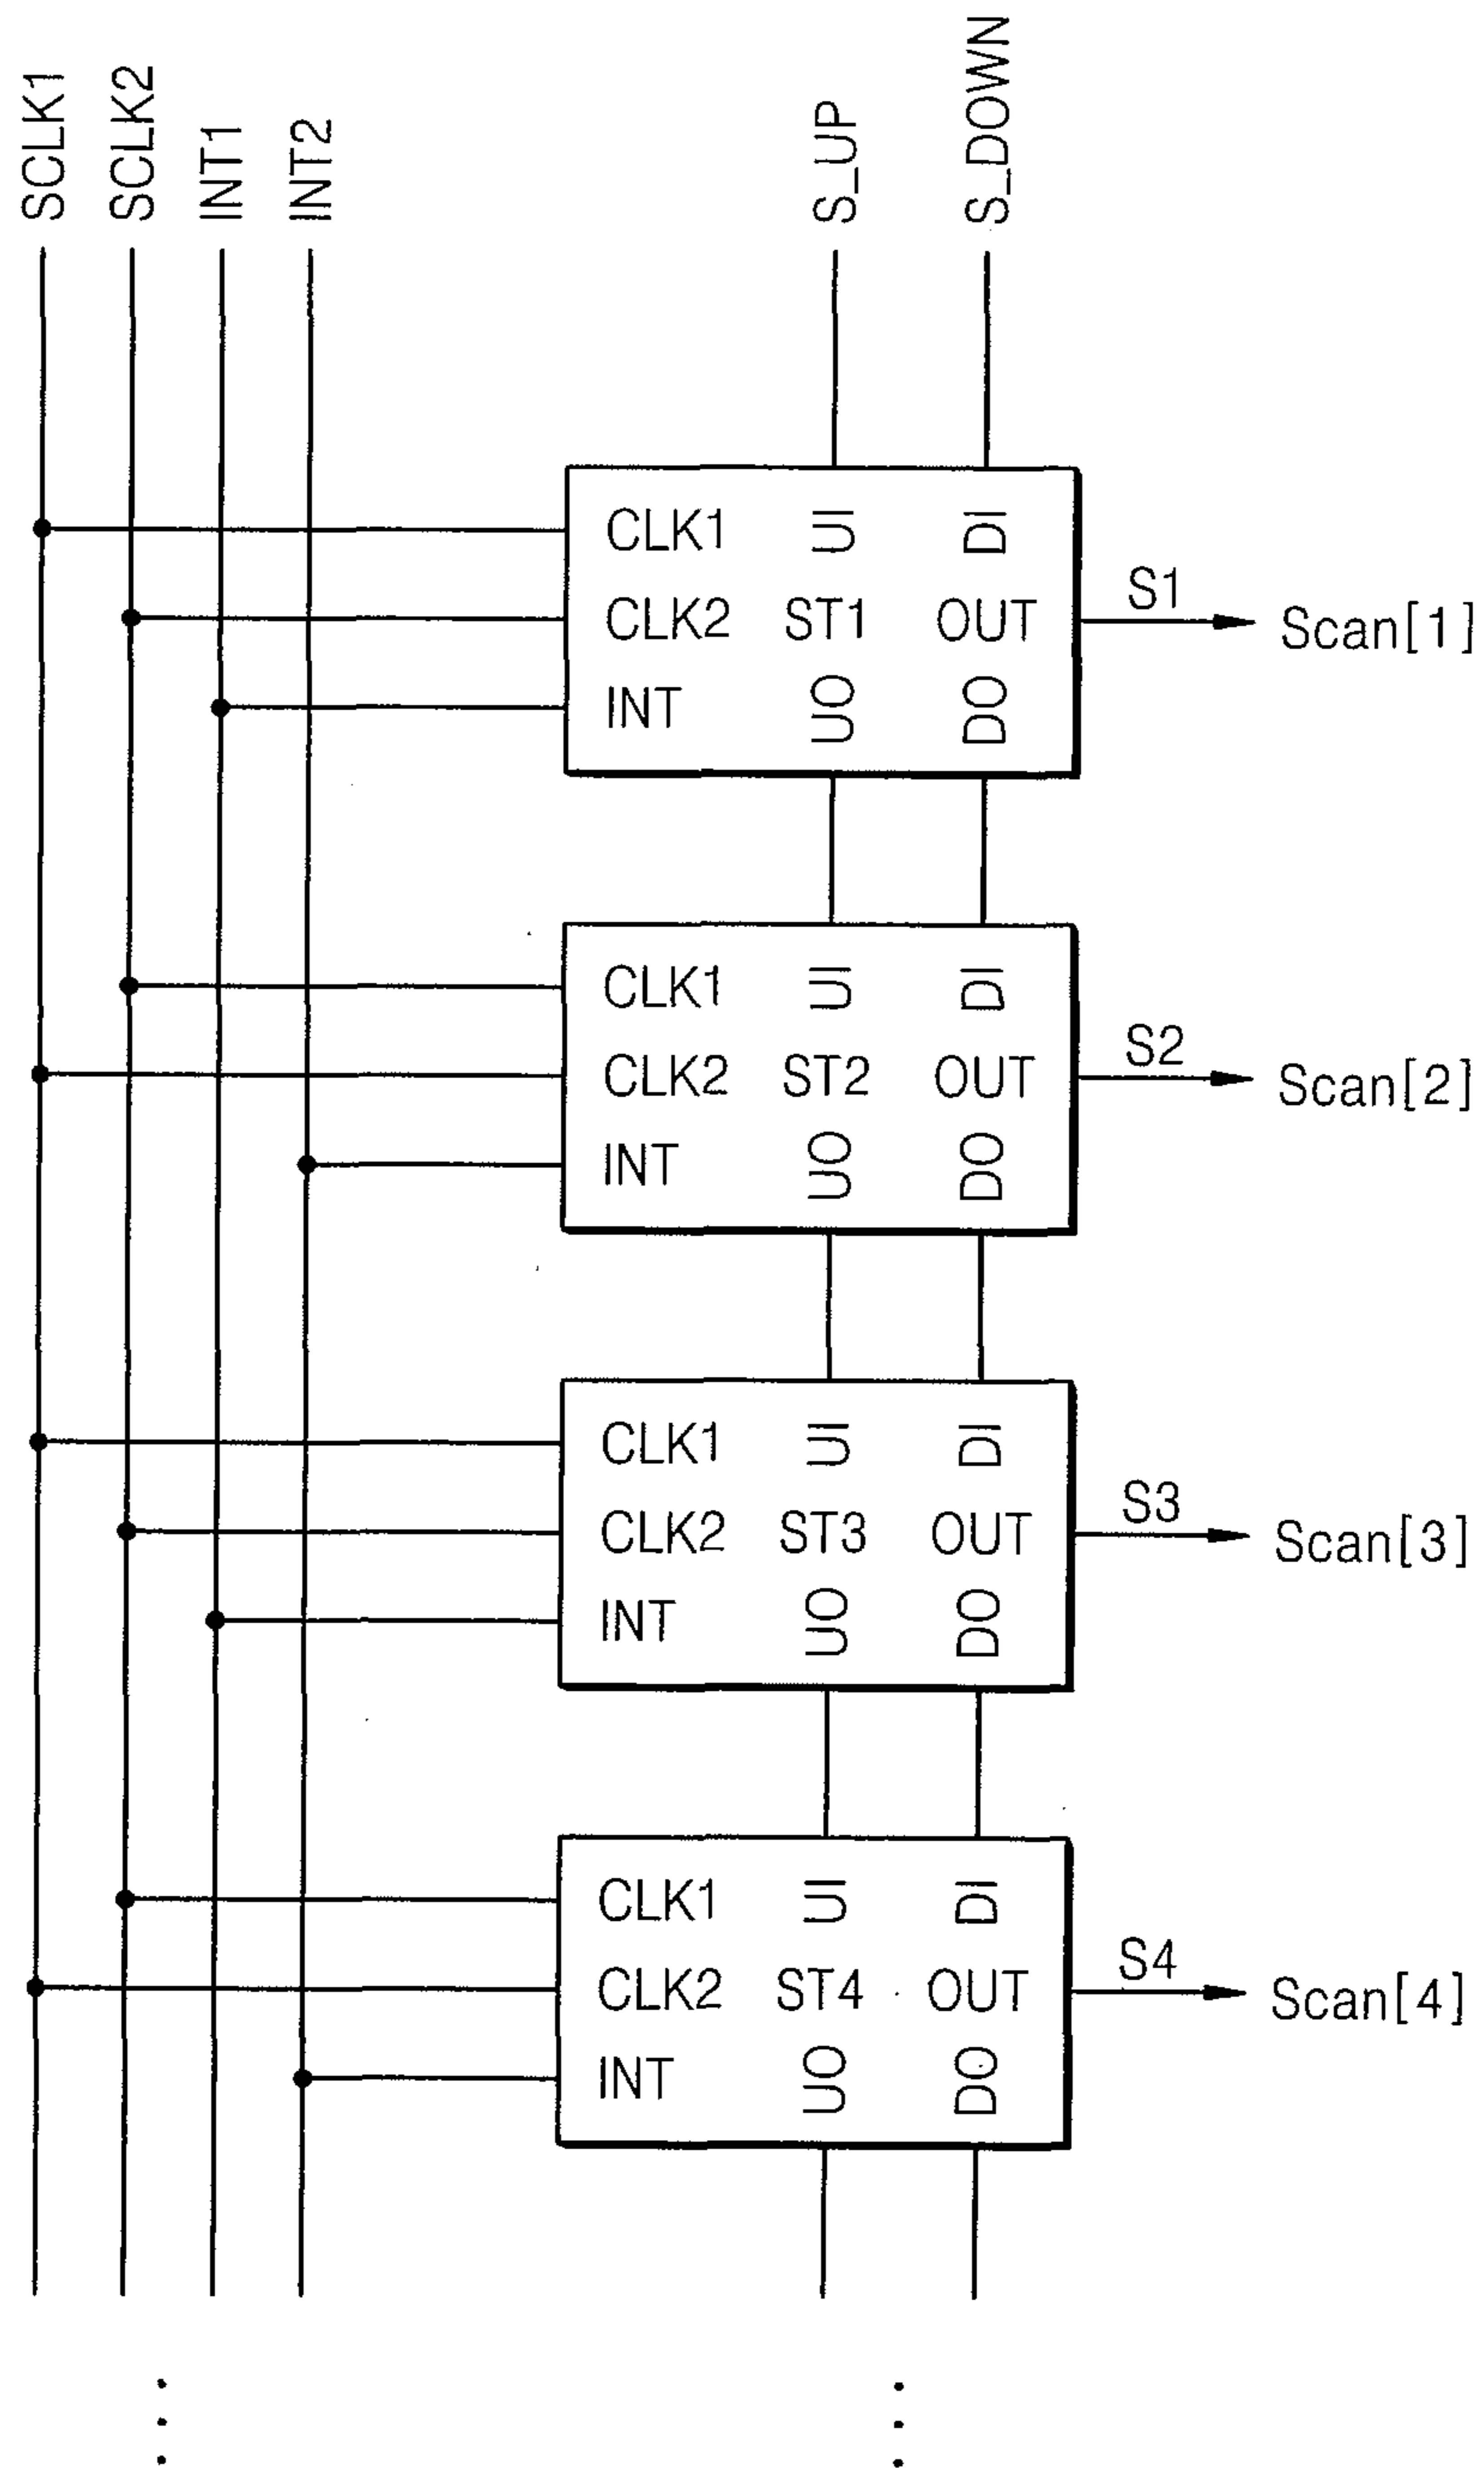 SCLK1
SCLK2
INT1
INT2
S_UP
S_DOWN
CLK1 UI DI
CLK2 ST1 OUT
INT UO DO
S1
Scan[1]
CLK1 UI DI
CLK2 ST2 OUT
INT UO DO
S2
Scan[2]
CLK1 UI DI
CLK2 ST3 OUT
INT UO DO
S3
Scan[3]
CLK1 UI DI
CLK2 ST4 OUT
INT UO DO
S4
Scan[4]